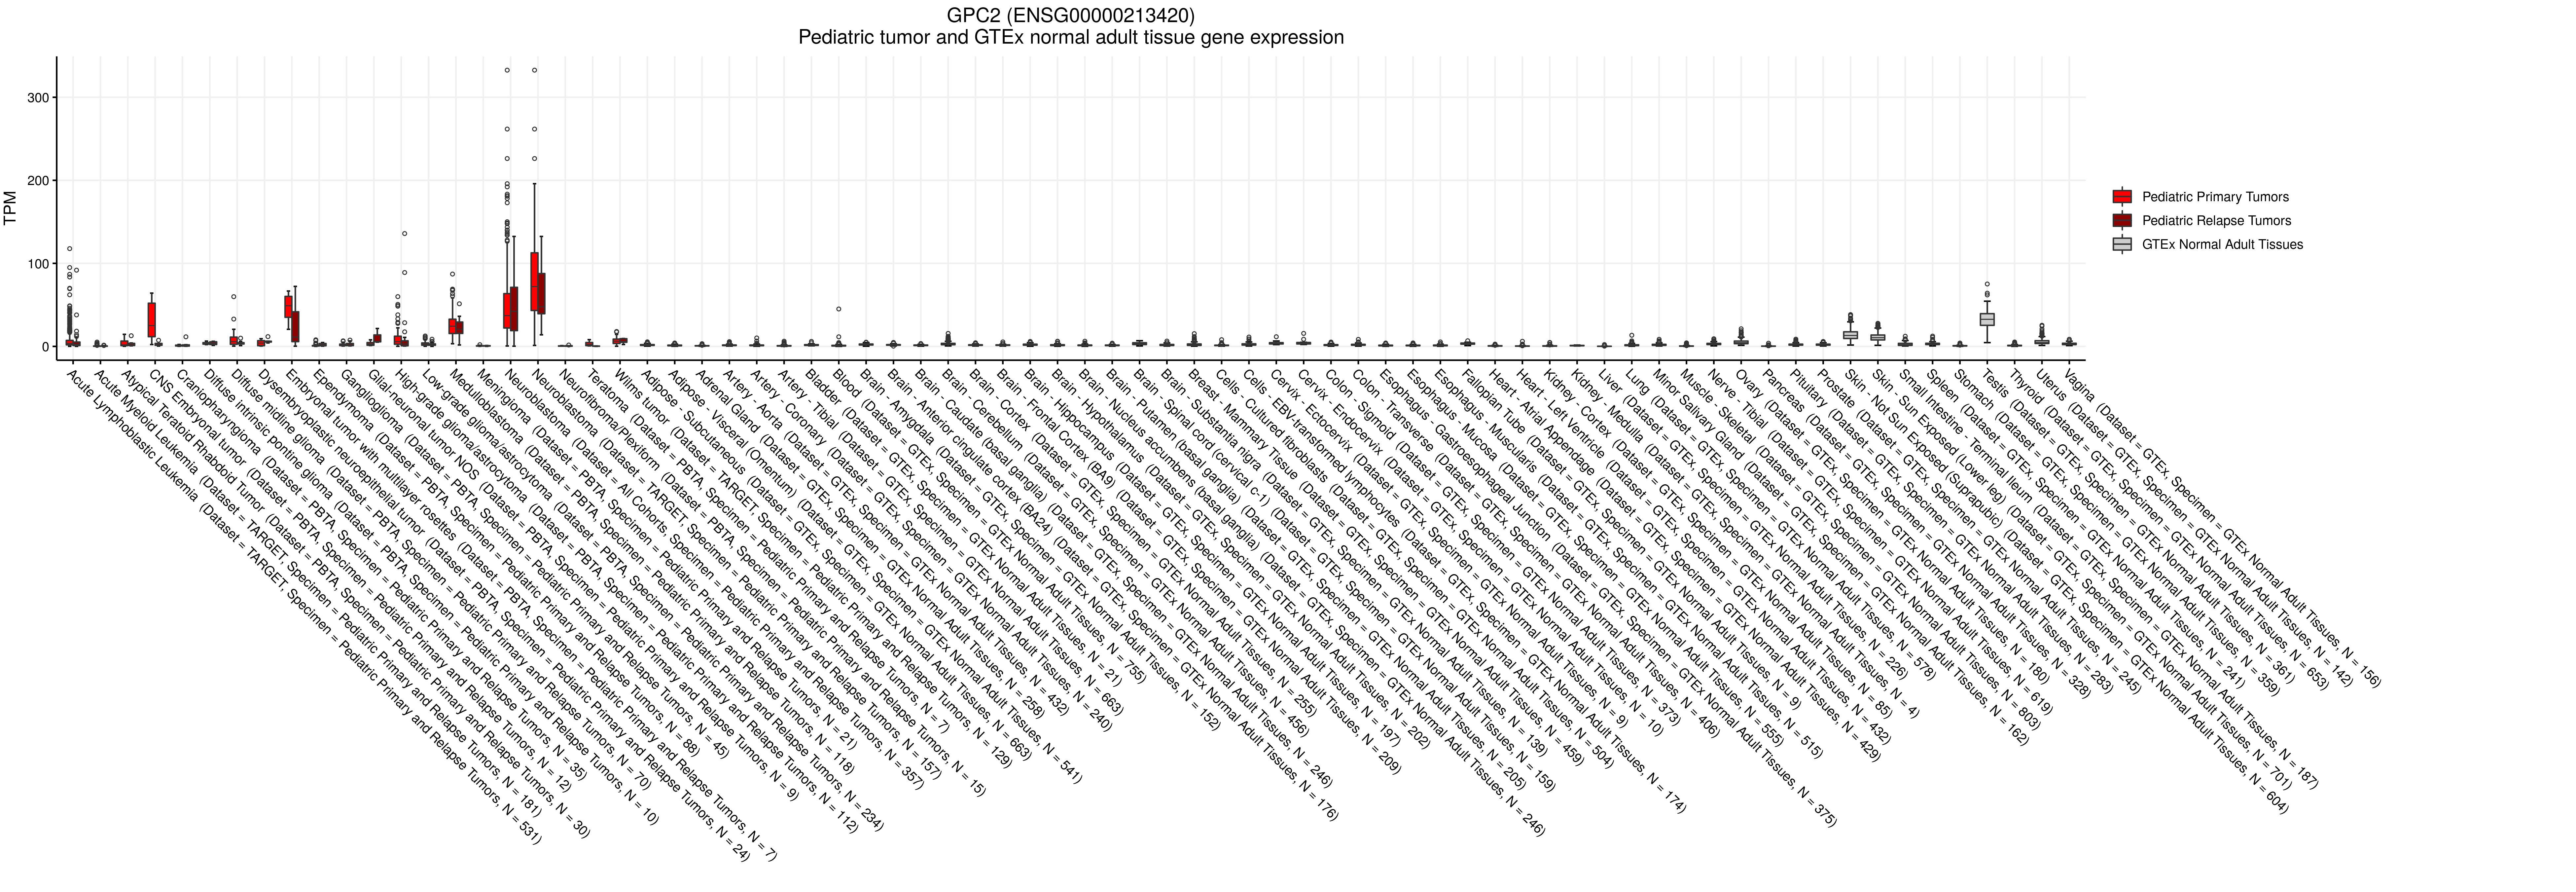 GPC2 (ENSG00000213420)
Pediatric tumor and GTEx normal adult tissue gene expression
TPM
300
200
100
0
Pediatric Primary Tumors
Pediatric Relapse Tumors
GTEx Normal Adult Tissues
Acute Lymphoblastic Leukemia (Dataset = TARGET, Specimen = Pediatric Primary and Relapse Tumors, N = 531)
Acute Myeloid Leukemia (Dataset = TARGET, Specimen = Pediatric Primary and Relapse Tumors, N = 181)
Atypical Teratoid Rhabdoid Tumor (Dataset = PBTA, Specimen = Pediatric Primary and Relapse Tumors, N = 30)
CNS Embryonal tumor (Dataset = PBTA, Specimen = Pediatric Primary and Relapse Tumors, N = 12)
Craniopharyngioma (Dataset = PBTA, Specimen = Pediatric Primary and Relapse Tumors, N = 35)
Diffuse intrinsic pontine glioma (Dataset = PBTA, Specimen = Pediatric Primary and Relapse Tumors, N = 10)
Diffuse midline glioma (Dataset = PBTA, Specimen = Pediatric Primary and Relapse Tumors, N = 70)
Dysembryoplastic neuroepithelial tumor (Dataset = PBTA, Specimen = Pediatric Primary and Relapse Tumors, N = 24)
Embryonal tumor with multilayer rosettes (Dataset = PBTA, Specimen = Pediatric Primary and Relapse Tumors, N = 7)
Ependymoma (Dataset = PBTA, Specimen = Pediatric Primary and Relapse Tumors, N = 88)
Ganglioglioma (Dataset = PBTA, Specimen = Pediatric Primary and Relapse Tumors, N = 45)
Glial-neuronal tumor NOS (Dataset = PBTA, Specimen = Pediatric Primary and Relapse Tumors, N = 9)
High-grade glioma/astrocytoma (Dataset = PBTA, Specimen = Pediatric Primary and Relapse Tumors, N = 112)
Low-grade glioma/astrocytoma (Dataset = PBTA, Specimen = Pediatric Primary and Relapse Tumors, N = 234)
Medulloblastoma (Dataset = PBTA, Specimen = Pediatric Primary and Relapse Tumors, N = 118)
Meningioma (Dataset = PBTA, Specimen = Pediatric Primary and Relapse Tumors, N = 21)
Neuroblastoma (Dataset = All Cohorts, Specimen = Pediatric Primary and Relapse Tumors, N = 357)
Neuroblastoma (Dataset = TARGET, Specimen = Pediatric Primary and Relapse Tumors, N = 157)
Neurofibroma/Plexiform (Dataset = PBTA, Specimen = Pediatric Primary and Relapse Tumors, N = 15)
Teratoma (Dataset = PBTA, Specimen = Pediatric Primary and Relapse Tumors, N = 7)
Wilms tumor (Dataset = TARGET, Specimen = Pediatric Primary and Relapse Tumors, N = 129)
Adipose - Subcutaneous (Dataset = GTEx, Specimen = GTEx Normal Adult Tissues, N = 663)
Adipose - Visceral (Omentum) (Dataset = GTEx, Specimen = GTEx Normal Adult Tissues, N = 541)
Adrenal Gland (Dataset = GTEx, Specimen = GTEx Normal Adult Tissues, N = 258)
Artery - Aorta (Dataset = GTEx, Specimen = GTEx Normal Adult Tissues, N = 432)
Artery - Coronary (Dataset = GTEx, Specimen = GTEx Normal Adult Tissues, N = 240)
Artery - Tibial (Dataset = GTEx, Specimen = GTEx Normal Adult Tissues, N = 663)
Bladder (Dataset = GTEx, Specimen = GTEx Normal Adult Tissues, N = 21)
Blood (Dataset = GTEx, Specimen = GTEx Normal Adult Tissues, N = 755)
Brain - Amygdala (Dataset = GTEx, Specimen = GTEx Normal Adult Tissues, N = 152)
Brain - Anterior cingulate cortex (BA24) (Dataset = GTEx, Specimen = GTEx Normal Adult Tissues, N = 176)
Brain - Caudate (basal ganglia) (Dataset = GTEx, Specimen = GTEx Normal Adult Tissues, N = 246)
Brain - Cerebellum (Dataset = GTEx, Specimen = GTEx Normal Adult Tissues, N = 456)
Brain - Cortex (Dataset = GTEx, Specimen = GTEx Normal Adult Tissues, N = 255)
Brain - Frontal Cortex (BA9) (Dataset = GTEx, Specimen = GTEx Normal Adult Tissues, N = 209)
Brain - Hippocampus (Dataset = GTEx, Specimen = GTEx Normal Adult Tissues, N = 197)
Brain - Hypothalamus (Dataset = GTEx, Specimen = GTEx Normal Adult Tissues, N = 202)
Brain - Nucleus accumbens (basal ganglia) (Dataset = GTEx, Specimen = GTEx Normal Adult Tissues, N = 246)
Brain - Putamen (basal ganglia) (Dataset = GTEx, Specimen = GTEx Normal Adult Tissues, N = 205)
Brain - Spinal cord (cervical c-1) (Dataset = GTEx, Specimen = GTEx Normal Adult Tissues, N = 159)
Brain - Substantia nigra (Dataset = GTEx, Specimen = GTEx Normal Adult Tissues, N = 139)
Breast - Mammary Tissue (Dataset = GTEx, Specimen = GTEx Normal Adult Tissues, N = 459)
Cells - Cultured fibroblasts (Dataset = GTEx, Specimen = GTEx Normal Adult Tissues, N = 504)
Cells - EBV-transformed lymphocytes (Dataset = GTEx, Specimen = GTEx Normal Adult Tissues, N = 174)
Cervix - Ectocervix (Dataset = GTEx, Specimen = GTEx Normal Adult Tissues, N = 9)
Cervix - Endocervix (Dataset = GTEx, Specimen = GTEx Normal Adult Tissues, N = 10)
Colon - Sigmoid (Dataset = GTEx, Specimen = GTEx Normal Adult Tissues, N = 373)
Colon - Transverse (Dataset = GTEx, Specimen = GTEx Normal Adult Tissues, N = 406)
Esophagus - Gastroesophageal Junction (Dataset = GTEx, Specimen = GTEx Normal Adult Tissues, N = 375)
Esophagus - Mucosa (Dataset = GTEx, Specimen = GTEx Normal Adult Tissues, N = 555)
Esophagus - Muscularis (Dataset = GTEx, Specimen = GTEx Normal Adult Tissues, N = 515)
Fallopian Tube (Dataset = GTEx, Specimen = GTEx Normal Adult Tissues, N = 9)
Heart - Atrial Appendage (Dataset = GTEx, Specimen = GTEx Normal Adult Tissues, N = 429)
Heart - Left Ventricle (Dataset = GTEx, Specimen = GTEx Normal Adult Tissues, N = 432)
Kidney - Cortex (Dataset = GTEx, Specimen = GTEx Normal Adult Tissues, N = 85)
Kidney - Medulla (Dataset = GTEx, Specimen = GTEx Normal Adult Tissues, N = 4)
Liver (Dataset = GTEx, Specimen = GTEx Normal Adult Tissues, N = 226)
Lung (Dataset = GTEx, Specimen = GTEx Normal Adult Tissues, N = 578)
Minor Salivary Gland (Dataset = GTEx, Specimen = GTEx Normal Adult Tissues, N = 162)
Muscle - Skeletal (Dataset = GTEx, Specimen = GTEx Normal Adult Tissues, N = 803)
Nerve - Tibial (Dataset = GTEx, Specimen = GTEx Normal Adult Tissues, N = 619)
Ovary (Dataset = GTEx, Specimen = GTEx Normal Adult Tissues, N = 180)
Pancreas (Dataset = GTEx, Specimen = GTEx Normal Adult Tissues, N = 328)
Pituitary (Dataset = GTEx, Specimen = GTEx Normal Adult Tissues, N = 283)
Prostate (Dataset = GTEx, Specimen = GTEx Normal Adult Tissues, N = 245)
Skin - Not Sun Exposed (Suprapubic) (Dataset = GTEx, Specimen = GTEx Normal Adult Tissues, N = 604)
Skin - Sun Exposed (Lower leg) (Dataset = GTEx, Specimen = GTEx Normal Adult Tissues, N = 701)
Small Intestine - Terminal Ileum (Dataset = GTEx, Specimen = GTEx Normal Adult Tissues, N = 187)
Spleen (Dataset = GTEx, Specimen = GTEx Normal Adult Tissues, N = 241)
Stomach (Dataset = GTEx, Specimen = GTEx Normal Adult Tissues, N = 359)
Testis (Dataset = GTEx, Specimen = GTEx Normal Adult Tissues, N = 361)
Thyroid (Dataset = GTEx, Specimen = GTEx Normal Adult Tissues, N = 653)
Uterus (Dataset = GTEx, Specimen = GTEx Normal Adult Tissues, N = 142)
Vagina (Dataset = GTEx, Specimen = GTEx Normal Adult Tissues, N = 156)